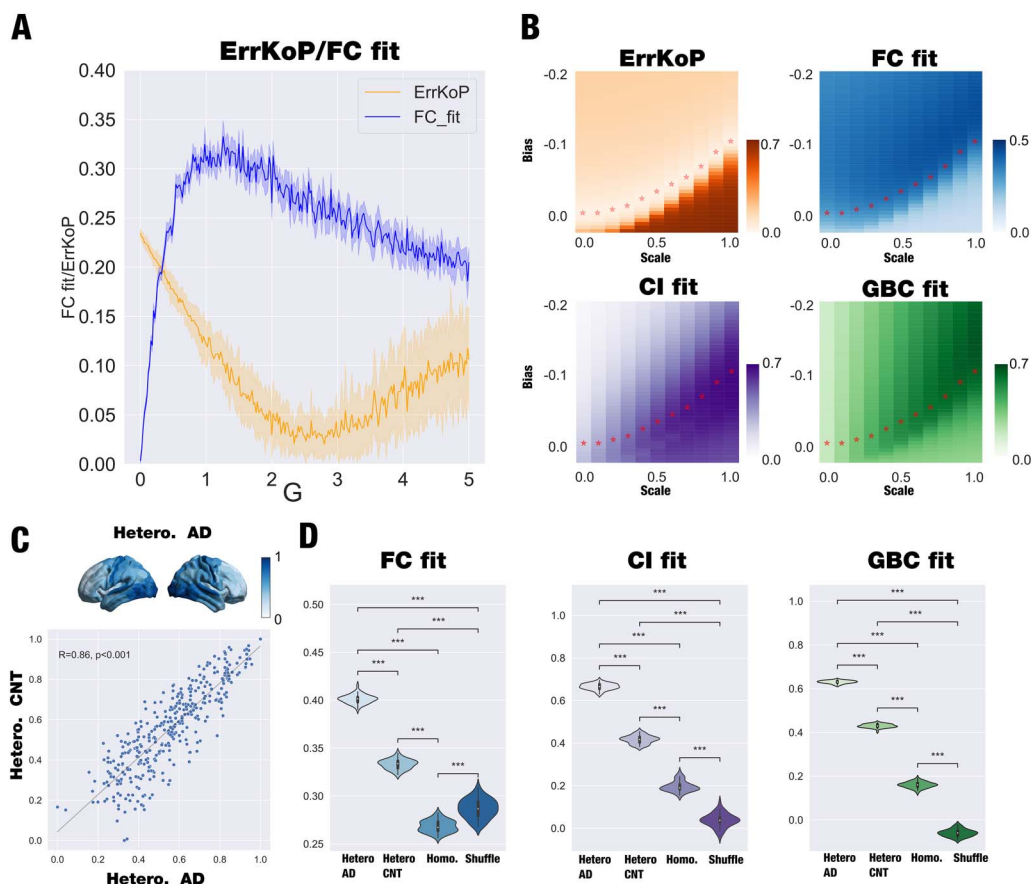 A
ErrKoP/FC fit
FC fit/ErrKoP
0.40
0.35
0.30
0.25
0.20
0.15
0.10
0.05
0.00
ErrKoP
FC_fit
0 1 2 3 4 5
G
B
ErrKoP
Bias
-0.2
-0.1
0.0
0.0 0.5 1.0
Scale
0.7
0.0
FC fit
-0.2
-0.1
0.0
0.0 0.5 1.0
Scale
0.5
0.0
CI fit
Bias
-0.2
-0.1
0.0
0.0 0.5 1.0
Scale
0.7
0.0
GBC fit
-0.2
-0.1
0.0
0.0 0.5 1.0
Scale
0.7
0.0
C
Hetero. AD
1
0
Hetero. CNT
1.0
0.8
0.6
0.4
0.2
0.0
R=0.86, p<0.001
0.0 0.2 0.4 0.6 0.8 1.0
Hetero. AD
D
FC fit
0.50
0.45
0.40
0.35
0.30
0.25
***
***
***
***
***
***
Hetero Hetero Homo. Shuffle
AD CNT
CI fit
1.0
0.8
0.6
0.4
0.2
0.0
***
***
***
***
***
***
Hetero Hetero Homo. Shuffle
AD CNT
GBC fit
1.0
0.8
0.6
0.4
0.2
0.0
***
***
***
***
***
***
Hetero Hetero Homo. Shuffle
AD CNT